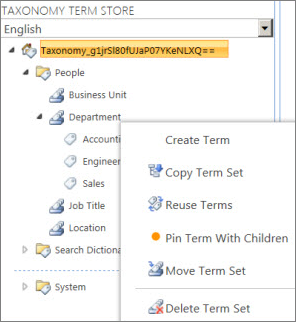 TAXONOMY TERM STORE
English
Taxonomy_g1jrSl80fUJaP07YKeNLXQ==
People
Business Unit
Department
Accounti
Engineer
Sales
Job Title
Location
Search Dictiona
System
Create Term
Copy Term Set
Reuse Terms
Pin Term With Children
Move Term Set
Delete Term Set